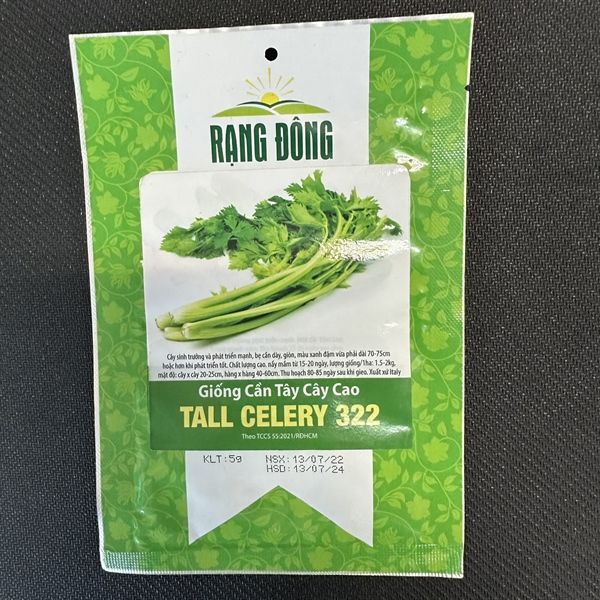 RẠNG ĐÔNG
Cây sinh trưởng và phát triển mạnh, bẹ cần dày, giòn, màu xanh đậm vừa phải dài 70-75cm
hoặc hơn khi phát triển tốt. Chất lượng cao. nẩy mầm từ 15-20 ngày, lượng giống/1ha: 1.5-2kg,
mật độ: cây x cây 20-25cm, hàng x hàng 40-60cm. Thu hoạch 80-85 ngày sau khi gieo. Xuất xứ Italy
Giống Cần Tây Cây Cao
TALL CELERY 322
Theo TCCS 55:2021/RĐHCM
KLT:5g NSX:13/07/22
HSD:13/07/24